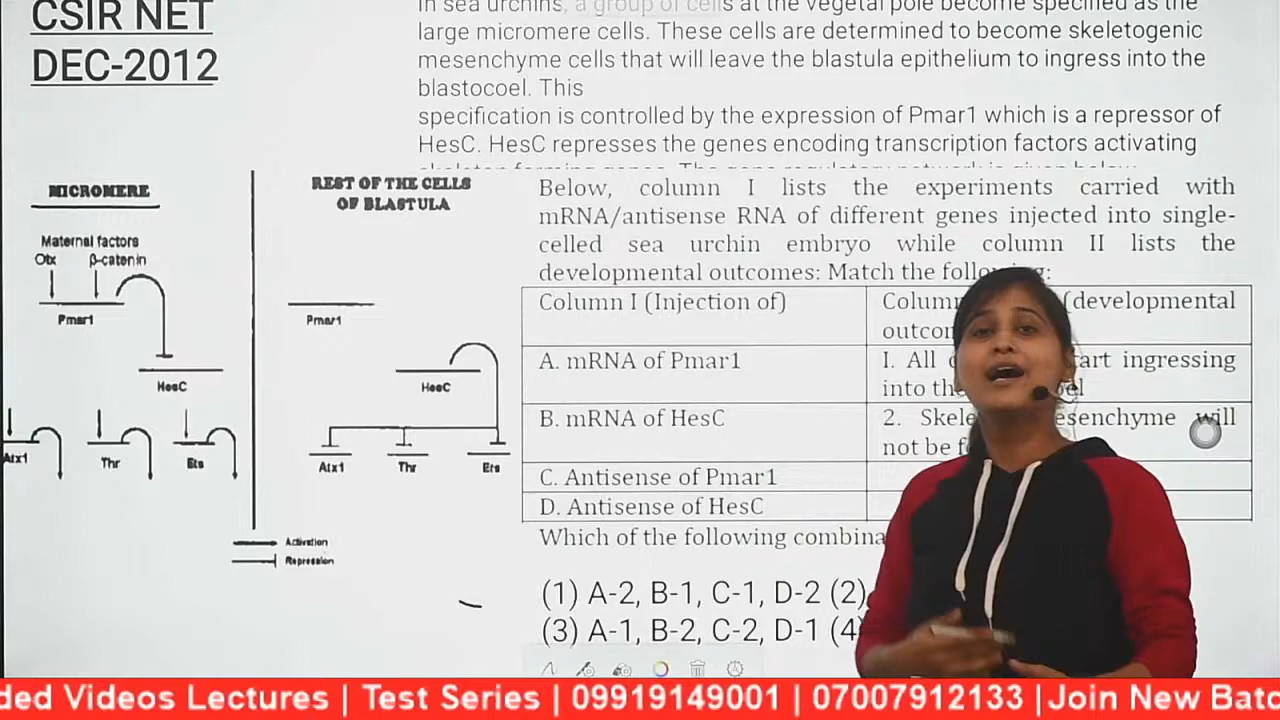 CSIR NET
DEC-2012
In sea urchins, a group of cells at the vegetal pole become specified as the
large micromere cells. These cells are determined to become skeletogenic
mesenchyme cells that will leave the blastula epithelium to ingress into the
blastocoel. This
specification is controlled by the expression of Pmar1 which is a repressor of
HesC. HesC represses the genes encoding transcription factors activating
MICROMERE
Maternal factors
Otx β-catenin
Pmar1
HesC
Atx1 Thr Ets
REST OF THE CELLS
OF BLASTULA
Pmar1
HesC
Atx1 Thr Ets
Activation
Repression
Below, column I lists the experiments carried with
mRNA/antisense RNA of different genes injected into single-
celled sea urchin embryo while column II lists the
developmental outcomes: Match the following:
Column I (Injection of)
(developmental
A. mRNA of Pmar1
I. All ingressing
into
B. mRNA of HesC
2. will
not be
C. Antisense of Pmar1
D. Antisense of HesC
Which of the following
(1) A-2, B-1, C-1, D-2 (2)
(3) A-1, B-2, C-2, D-1 (4)
Videos Lectures | Test Series | 09919149001 | 07007912133 |Join New